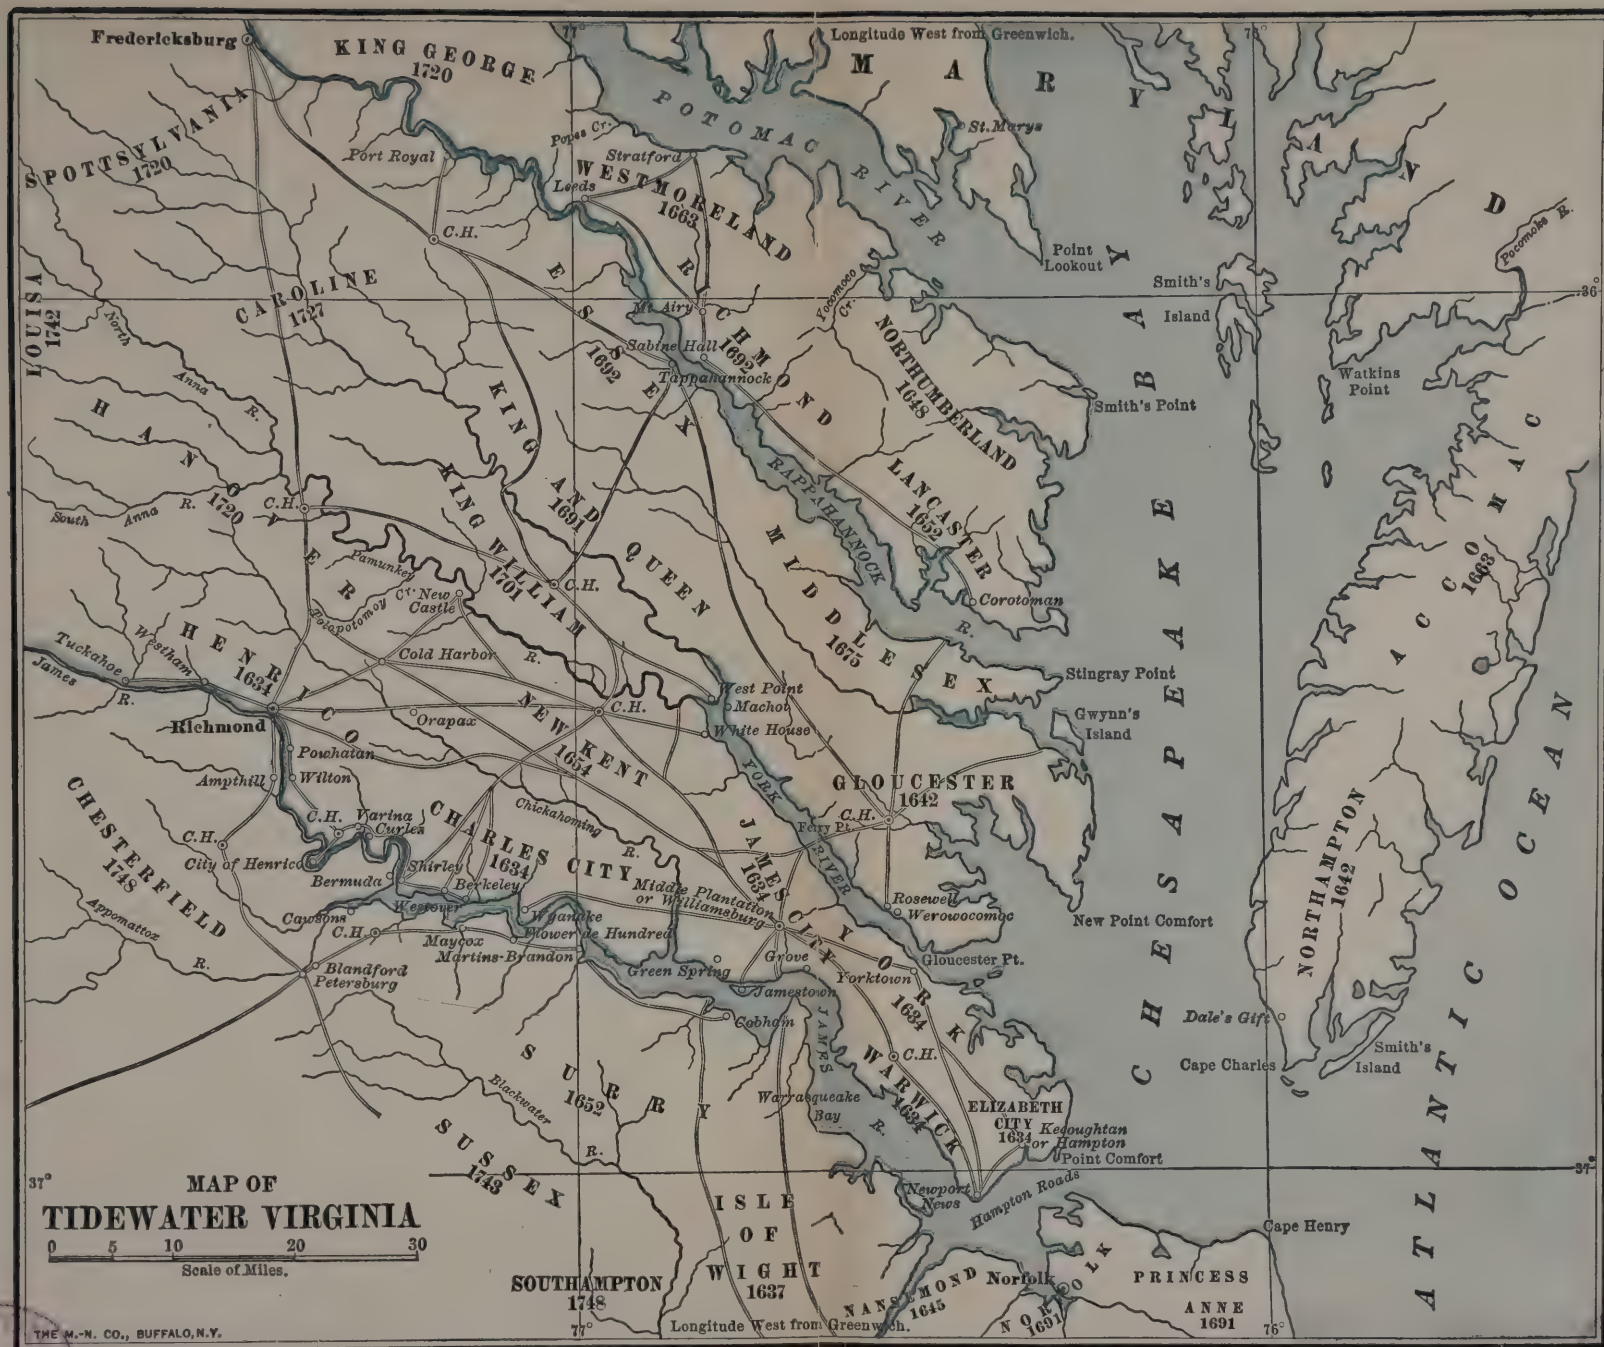 Longitude West from Greenwich.
77°
76°
Fredericksburg
KING GEORGE
1720
MARYLAND
POTOMAC RIVER
St. Marys
SPOTTSYLVANIA
1720
Port Royal
Popes Cr.
Stratford
Leeds
WESTMORELAND
1663
Pocomoke R.
C.H.
Point
Lookout
Smith's
Island
LOUISA
1742
CAROLINE
1727
North Anna R.
ESSEX
1692
RICHMOND
1692
Mt. Airy
Yocomoco
Cr.
36
Sabine Hall
Tappahannock
NORTHUMBERLAND
1648
Watkins
Point
Smith's Point
HANOVER
1720
South Anna R.
C.H.
KING AND QUEEN
1691
KING WILLIAM
1701
RAPPAHANNOCK R.
LANCASTER
1652
MIDDLESEX
1675
CHESAPEAKE BAY
ACCOMAC
1663
Pamunkey R.
C.H.
New
Castle
Corotoman
Potopotomoy Cr.
HENRICO
1634
Tuckahoe
Westham
James R.
Cold Harbor
Stingray Point
West Point
Machot
White House
C.H.
NEW KENT
1654
Orapax
Gwynn's
Island
Richmond
Powhatan
Ampthill
Wilton
GLOUCESTER
1642
C.H.
YORK RIVER
Ferry Pt.
CHESTERFIELD
1748
C.H.
C.H.
Varina
Curles
City of Henrico
Bermuda
Shirley
Berkeley
CHARLES CITY
1634
Chickahominy R.
JAMES CITY
1634
Middle Plantation
or Williamsburg
NORTHAMPTON
1642
ATLANTIC OCEAN
Rosewell
Werowocomoco
New Point Comfort
Appomattox R.
Cawsons
C.H.
Westover
Wyanoke
Maycox
Flower de Hundred
Martins-Brandon
Blandford
Petersburg
Green Spring
Grove
Yorktown
Gloucester Pt.
YORK
1634
Jamestown
Cobham
Dale's Gift
Cape Charles
Smith's
Island
SURRY
1652
JAMES R.
C.H.
WARWICK
1634
Warrasqueake
Bay
ELIZABETH
CITY
1634
Kecoughtan
or Hampton
Point Comfort
Blackwater R.
SUSSEX
1743
37°
37°
MAP OF
TIDEWATER VIRGINIA
0 5 10 20 30
Scale of Miles.
ISLE
OF
WIGHT
1637
Newport
News
Hampton Roads
Cape Henry
SOUTHAMPTON
1748
NANSEMOND
1645
Norfolk
NORFOLK
1691
PRINCESS
ANNE
1691
THE M.-N. CO., BUFFALO, N.Y.
77°
Longitude West from Greenwich.
76°